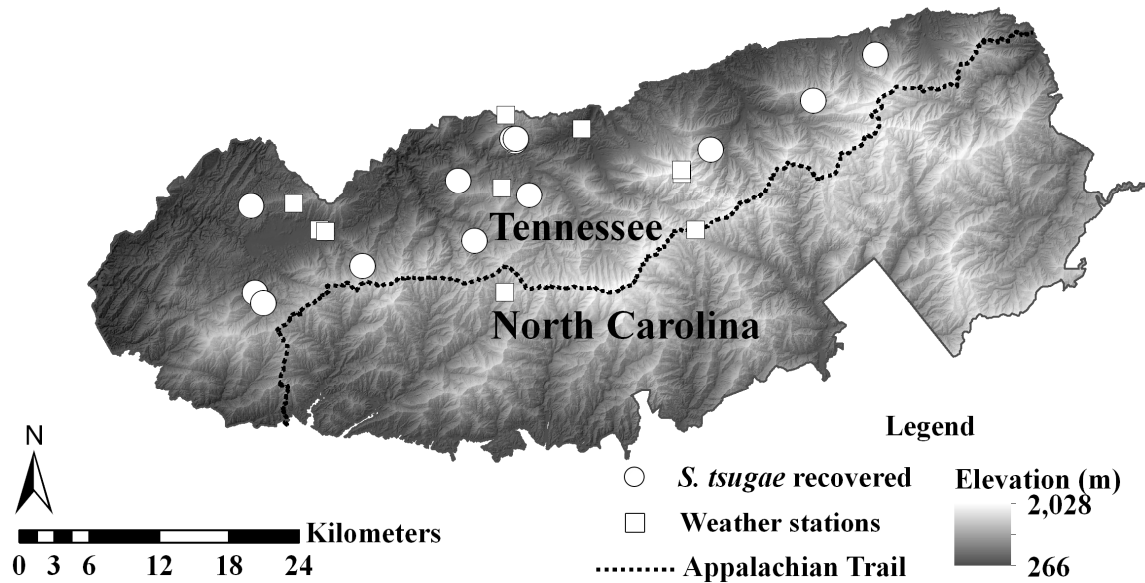 Tennessee
North Carolina
N
Kilometers
0 3 6 12 18 24
Legend
S. tsugae recovered
Weather stations
Appalachian Trail
Elevation (m)
2,028
266